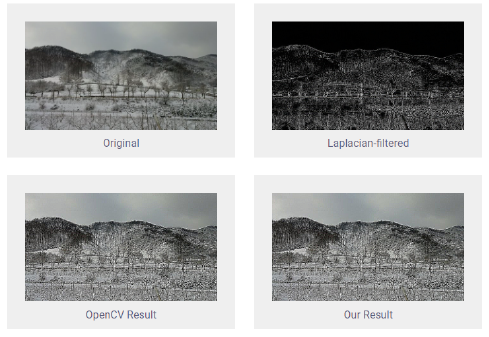 Original
Laplacian-filtered
OpenCV Result
Our Result